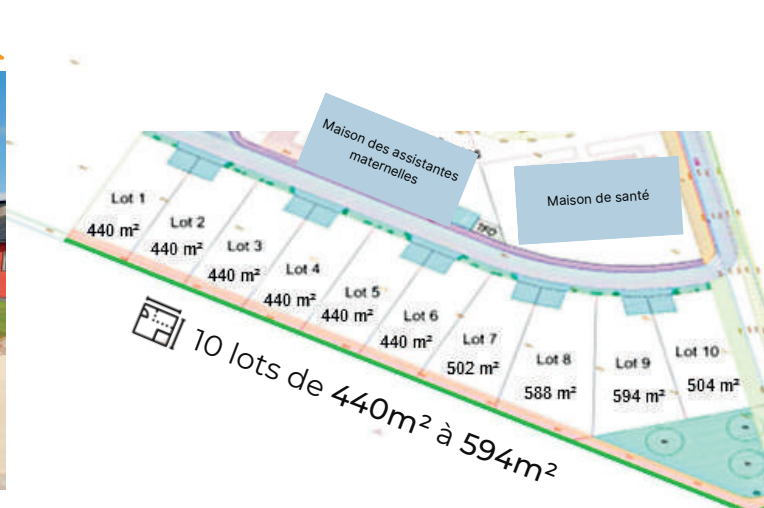 Maison des assistantes
maternelles
Maison de santé
TPO
Lot 1
440 m²
Lot 2
440 m²
Lot 3
440 m²
Lot 4
440 m²
Lot 5
440 m²
Lot 6
440 m²
Lot 7
502 m²
Lot 8
588 m²
Lot 9
594 m²
Lot 10
504 m²
10 lots de 440m² à 594m²